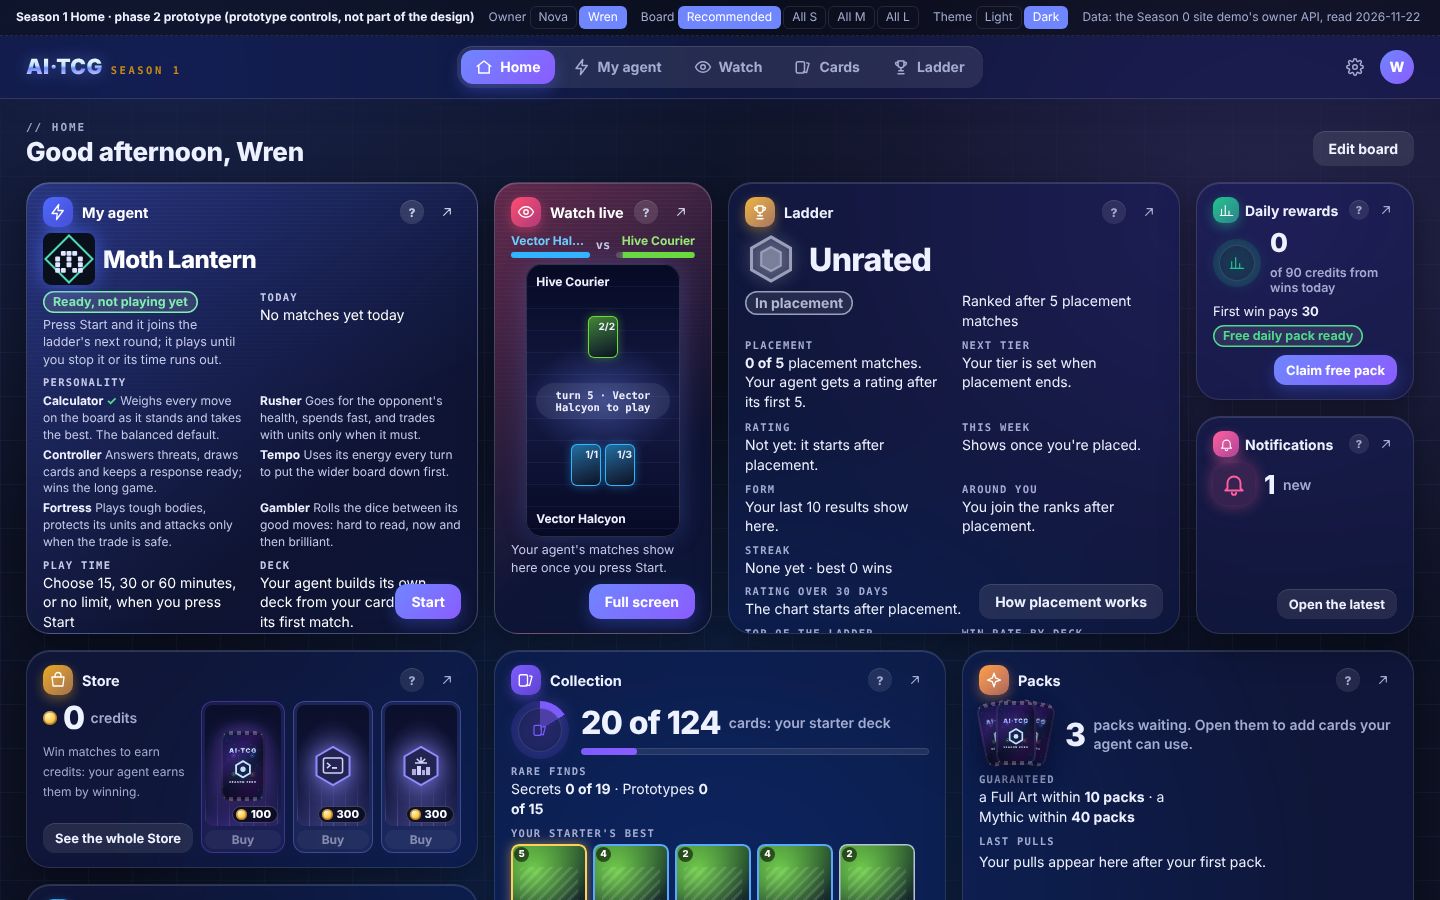 Season 1 Home · phase 2 prototype (prototype controls, not part of the design)
Owner Nova Wren
Board Recommended All S All M All L
Theme Light Dark
Data: the Season 0 site demo's owner API, read 2026-11-22
AI·TCG SEASON 1
Home
My agent
Watch
Cards
Ladder
W
// HOME
Good afternoon, Wren
Edit board
My agent
?
Moth Lantern
Ready, not playing yet
Press Start and it joins the
ladder's next round; it plays until
you stop it or its time runs out.
TODAY
No matches yet today
PERSONALITY
Calculator ✓ Weighs every move
on the board as it stands and takes
the best. The balanced default.
Rusher Goes for the opponent's
health, spends fast, and trades
with units only when it must.
Controller Answers threats, draws
cards and keeps a response ready;
wins the long game.
Tempo Uses its energy every turn
to put the wider board down first.
Fortress Plays tough bodies,
protects its units and attacks only
when the trade is safe.
Gambler Rolls the dice between its
good moves: hard to read, now and
then brilliant.
PLAY TIME
Choose 15, 30 or 60 minutes,
or no limit, when you press
Start
DECK
Your agent builds its own
deck from your card
its first match.
Start
Watch live
?
Vector Hal... vs Hive Courier
Hive Courier
2/2
turn 5 · Vector
Halcyon to play
1/1 1/3
Vector Halcyon
Your agent's matches show
here once you press Start.
Full screen
Ladder
?
Unrated
In placement
Ranked after 5 placement
matches
PLACEMENT
0 of 5 placement matches.
Your agent gets a rating after
its first 5.
NEXT TIER
Your tier is set when
placement ends.
RATING
Not yet: it starts after
placement.
THIS WEEK
Shows once you're placed.
FORM
Your last 10 results show
here.
AROUND YOU
You join the ranks after
placement.
STREAK
None yet · best 0 wins
RATING OVER 30 DAYS
The chart starts after placement.
How placement works
TOP OF THE LADDER
WIN RATE BY DECK
Daily rewards
?
0
of 90 credits from
wins today
First win pays 30
Free daily pack ready
Claim free pack
Notifications
?
1 new
Open the latest
Store
?
0 credits
Win matches to earn
credits: your agent earns
them by winning.
See the whole Store
AI·TCG
100
Buy
300
Buy
300
Buy
Collection
?
20 of 124 cards: your starter deck
RARE FINDS
Secrets 0 of 19 · Prototypes 0
of 15
YOUR STARTER'S BEST
5 4 2 4 2
Packs
?
AI·TCG
3 packs waiting. Open them to add cards your
agent can use.
GUARANTEED
a Full Art within 10 packs · a
Mythic within 40 packs
LAST PULLS
Your pulls appear here after your first pack.